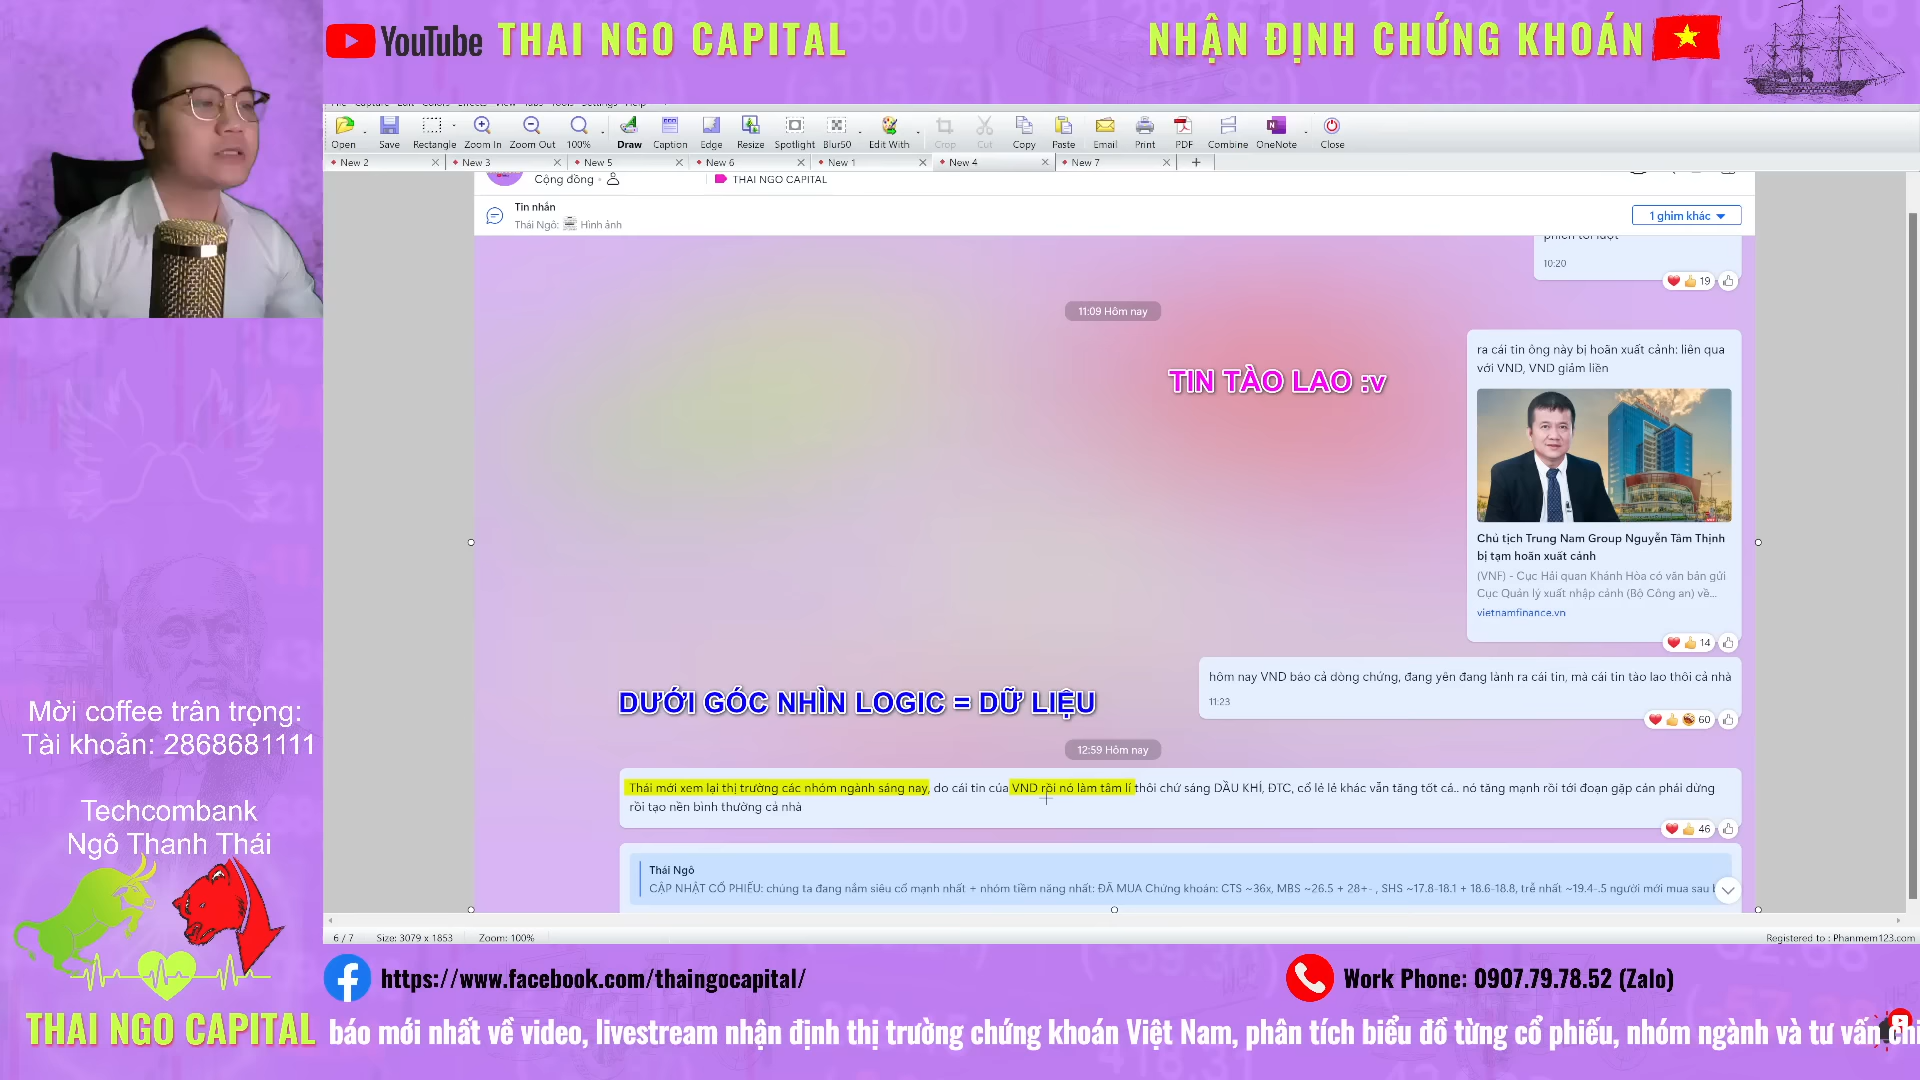 YouTube THAI NGO CAPITAL
NHẬN ĐỊNH CHỨNG KHOÁN
Open Save Rectangle Zoom In Zoom Out 100% Draw Caption Edge Resize Spotlight Blur50 Edit With Crop Cut Copy Paste Email Print PDF Combine OneNote Close
New 2 New 3 New 5 New 6 New 1 New 4 New 7
Cộng đồng
THAI NGO CAPITAL
Tin nhắn
Thái Ngô: Hình ảnh
1 ghim khác
10:20
19
11:09 Hôm nay
TIN TÀO LAO :v
ra cái tin ông này bị hoãn xuất cảnh: liên qua
với VND, VND giảm liền
Chủ tịch Trung Nam Group Nguyễn Tâm Thịnh
bị tạm hoãn xuất cảnh
(VNF) - Cục Hải quan Khánh Hòa có văn bản gửi
Cục Quản lý xuất nhập cảnh (Bộ Công an) về...
vietnamfinance.vn
14
hôm nay VND báo cả dòng chứng, đang yên đang lành ra cái tin, mà cái tin tào lao thôi cả nhà
11:23
60
DƯỚI GÓC NHÌN LOGIC = DỮ LIỆU
12:59 Hôm nay
Thái mới xem lại thị trường các nhóm ngành sáng nay, do cái tin của VND rồi nó làm tâm lí thôi chứ sáng DẦU KHÍ, ĐTC, cổ lẻ lẻ khác vẫn tăng tốt cả.. nó tăng mạnh rồi tới đoạn gặp cản phải dừng
rồi tạo nền bình thường cả nhà
46
Thái Ngô
CẬP NHẬT CỔ PHIẾU: chúng ta đang nắm siêu cổ mạnh nhất + nhóm tiềm năng nhất: ĐÃ MUA Chứng khoán: CTS ~36x, MBS ~26.5 + 28+- , SHS ~17.8-18.1 + 18.6-18.8, trễ nhất ~19.4-.5 người mới mua sau
6 / 7 Size: 3079 x 1853 Zoom: 100%
Registered to : Phanmem123.com
Mời coffee trân trọng:
Tài khoản: 2868681111
Techcombank
Ngô Thanh Thái
THAI NGO CAPITAL
https://www.facebook.com/thaingocapital/
Work Phone: 0907.79.78.52 (Zalo)
báo mới nhất về video, livestream nhận định thị trường chứng khoán Việt Nam, phân tích biểu đồ từng cổ phiếu, nhóm ngành và tư vấn